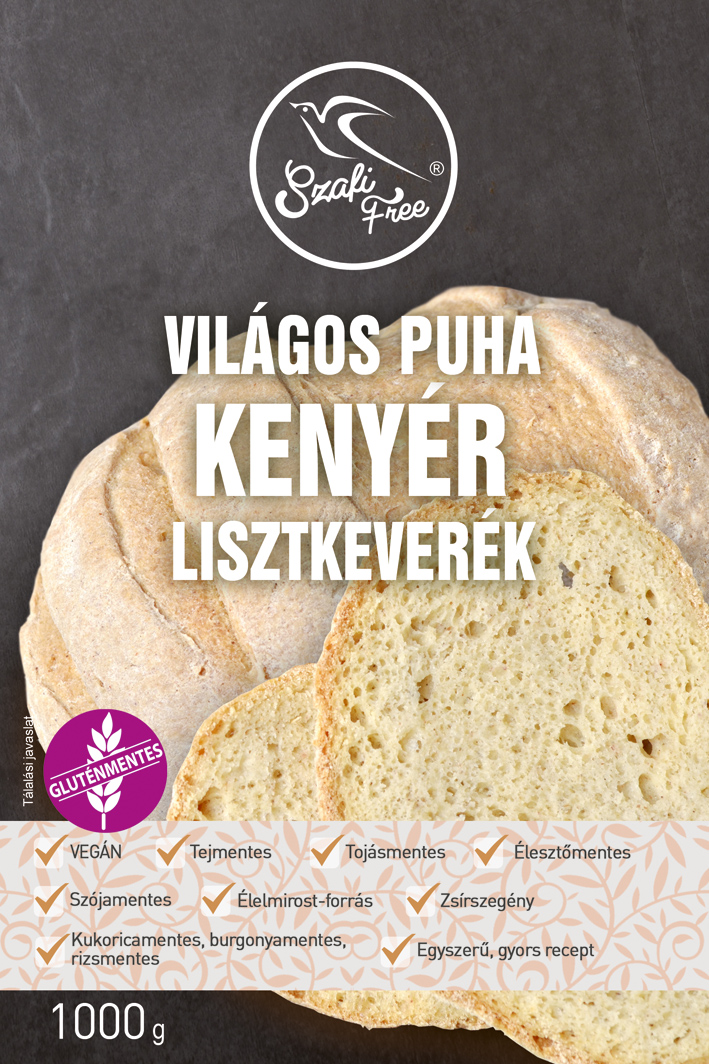 Szafi
Free
®
VILÁGOS PUHA
KENYÉR
LISZTKEVERÉK
Tálalási javaslat
GLUTÉNMENTES
VEGÁN
Tejmentes
Tojásmentes
Élesztőmentes
Szójamentes
Élelmirost-forrás
Zsírszegény
Kukoricamentes, burgonyamentes,
rizsmentes
Egyszerű, gyors recept
1000 g